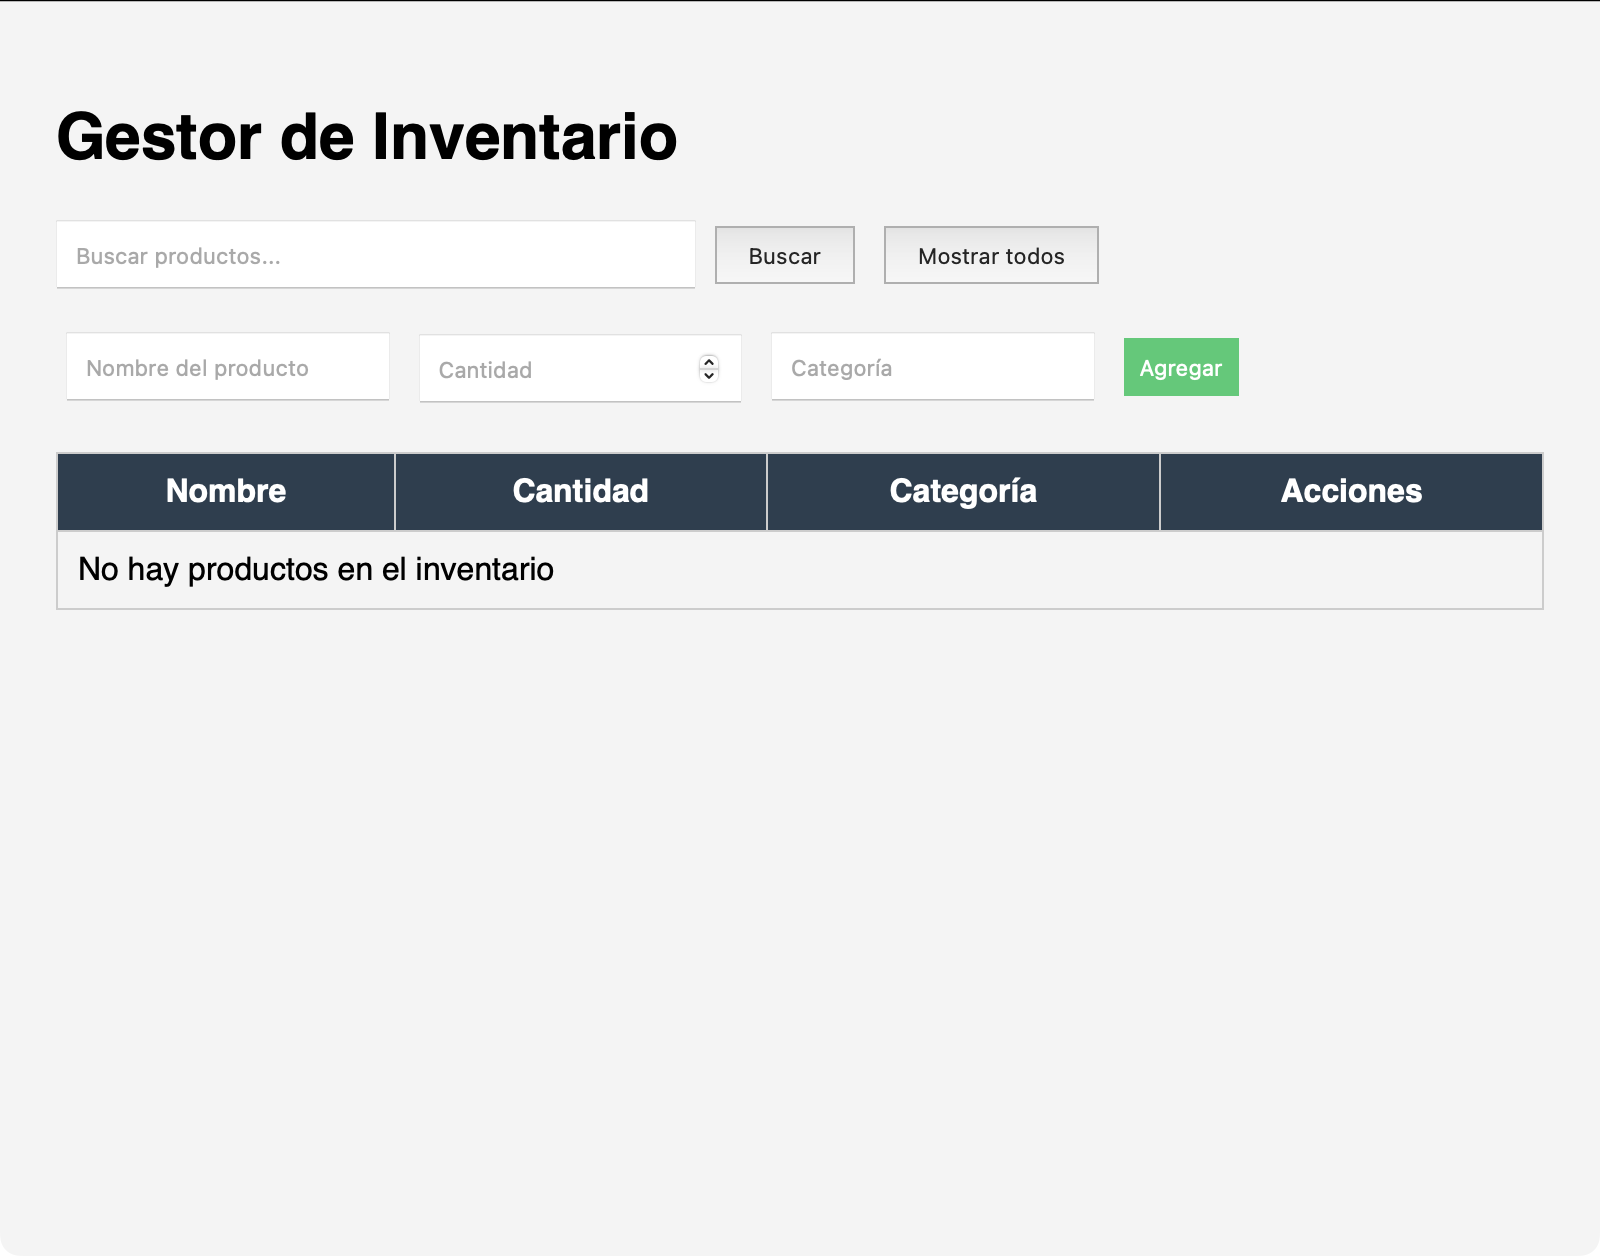 Gestor de Inventario
Buscar productos... Buscar Mostrar todos
Nombre del producto Cantidad Categoría Agregar
Nombre Cantidad Categoría Acciones
No hay productos en el inventario